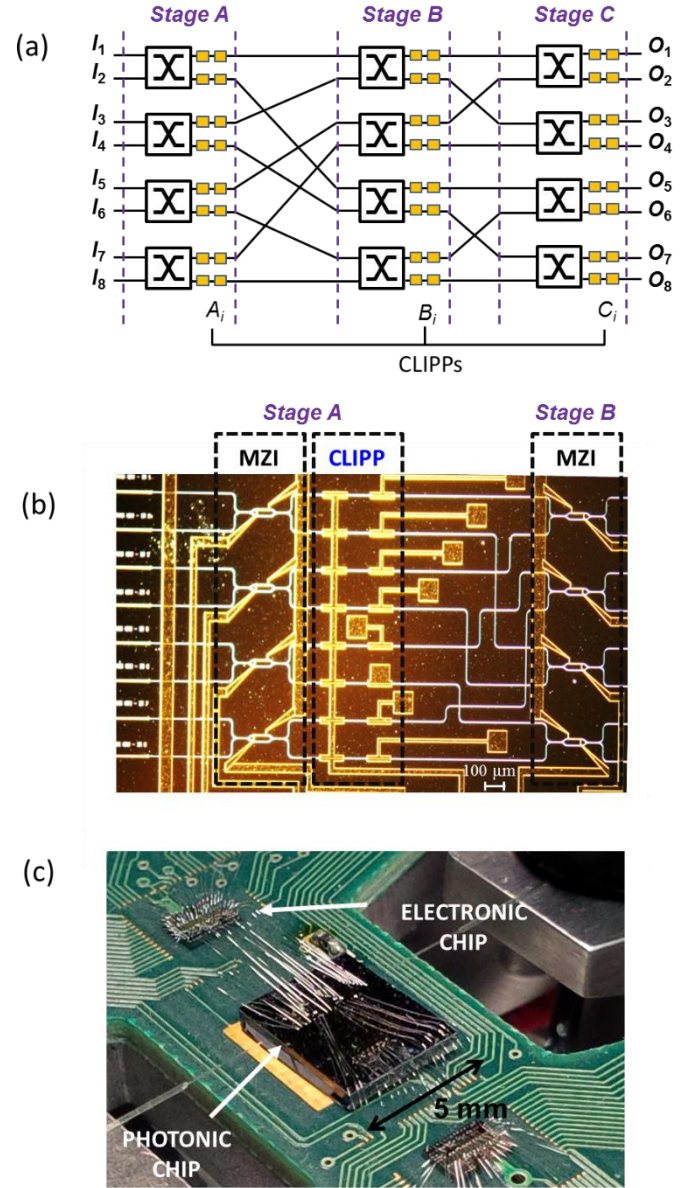 Stage A Stage B Stage C
(a)
I1
I2
I3
I4
I5
I6
I7
I8
O1
O2
O3
O4
O5
O6
O7
O8
Ai Bi Ci
CLIPPs
Stage A Stage B
MZI CLIPP MZI
(b)
100 µm
(c)
ELECTRONIC
CHIP
5 mm
PHOTONIC
CHIP